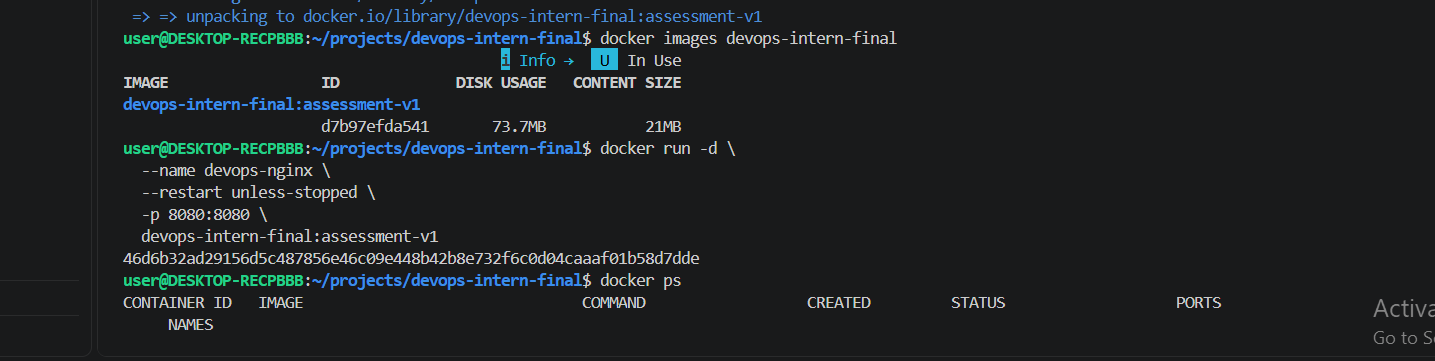 => => unpacking to docker.io/library/devops-intern-final:assessment-v1
user@DESKTOP-RECPBBB:~/projects/devops-intern-final$ docker images devops-intern-final
i Info → U In Use
IMAGE ID DISK USAGE CONTENT SIZE
devops-intern-final:assessment-v1
d7b97efda541 73.7MB 21MB
user@DESKTOP-RECPBBB:~/projects/devops-intern-final$ docker run -d \
--name devops-nginx \
--restart unless-stopped \
-p 8080:8080 \
devops-intern-final:assessment-v1
46d6b32ad29156d5c487856e46c09e448b42b8e732f6c0d04caaaf01b58d7dde
user@DESKTOP-RECPBBB:~/projects/devops-intern-final$ docker ps
CONTAINER ID IMAGE COMMAND CREATED STATUS PORTS
NAMES
Activa
Go to S